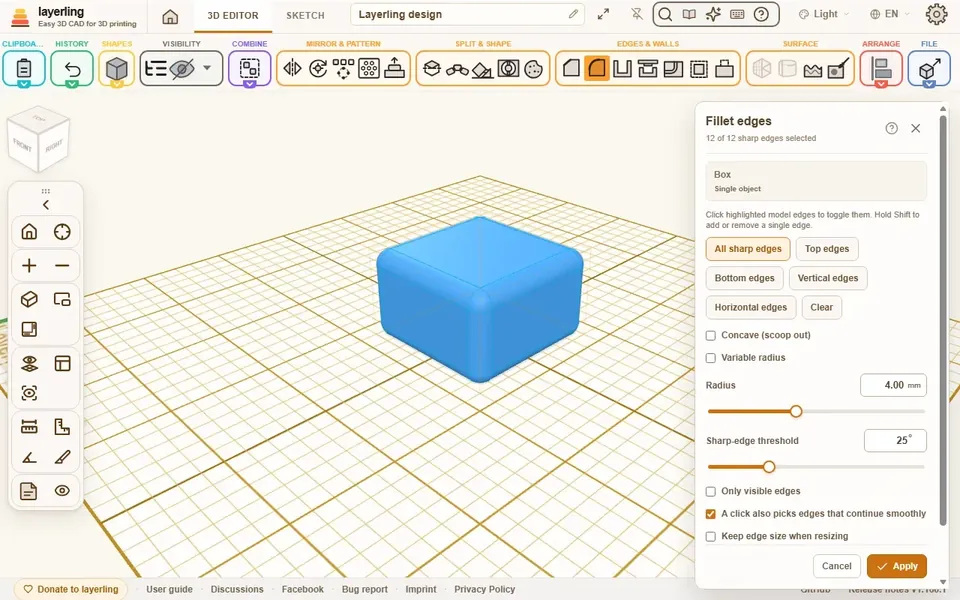 layerling
Easy 3D CAD for 3D printing
3D EDITOR
SKETCH
Layerling design
Light
EN
CLIPBOA...
HISTORY
SHAPES
VISIBILITY
COMBINE
MIRROR & PATTERN
SPLIT & SHAPE
EDGES & WALLS
SURFACE
ARRANGE
FILE
TOP
FRONT
RIGHT
Fillet edges
12 of 12 sharp edges selected
Box
Single object
Click highlighted model edges to toggle them. Hold Shift to
add or remove a single edge.
All sharp edges
Top edges
Bottom edges
Vertical edges
Horizontal edges
Clear
Concave (scoop out)
Variable radius
Radius
4.00 mm
Sharp-edge threshold
25°
Only visible edges
A click also picks edges that continue smoothly
Keep edge size when resizing
Cancel
Apply
Donate to layerling
User guide
Discussions
Facebook
Bug report
Imprint
Privacy Policy
GitHub
Release notes